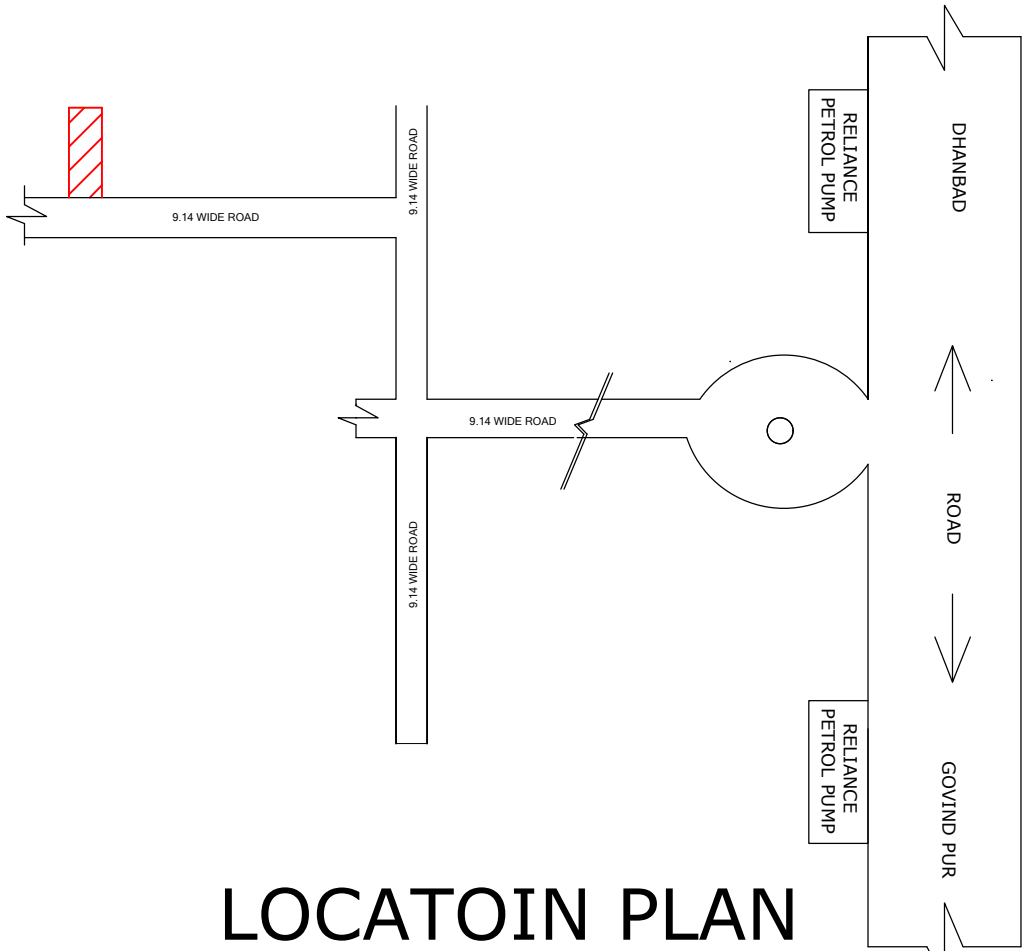 RELIANCE
PETROL PUMP
DHANBAD
9.14 WIDE ROAD
9.14 WIDE ROAD
9.14 WIDE ROAD
ROAD
9.14 WIDE ROAD
RELIANCE
PETROL PUMP
GOVIND PUR
LOCATOIN PLAN